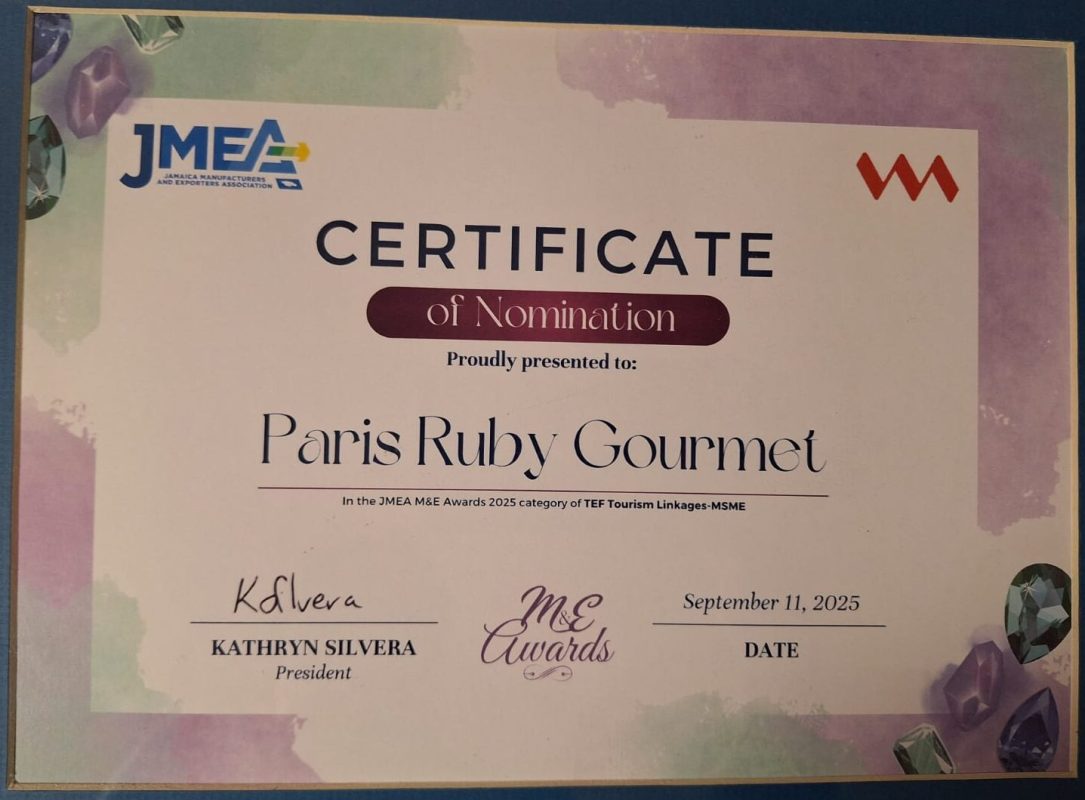 JMEA
JAMAICA MANUFACTURERS
AND EXPORTERS ASSOCIATION
CERTIFICATE
of Nomination
Proudly presented to:
Paris Ruby Gourmet
In the JMEA M&E Awards 2025 category of TEF Tourism Linkages-MSME
KSilvera
KATHRYN SILVERA
President
M&E
Awards
September 11, 2025
DATE